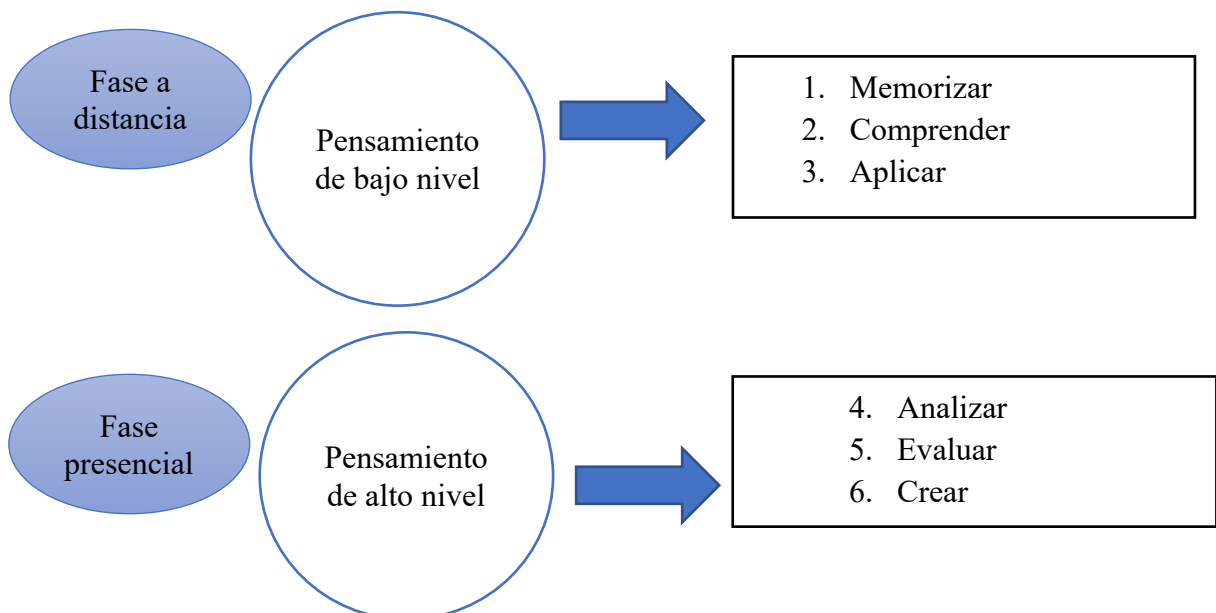 Fase a
distancia
Pensamiento
de bajo nivel
1. Memorizar
2. Comprender
3. Aplicar
Fase
presencial
Pensamiento
de alto nivel
4. Analizar
5. Evaluar
6. Crear